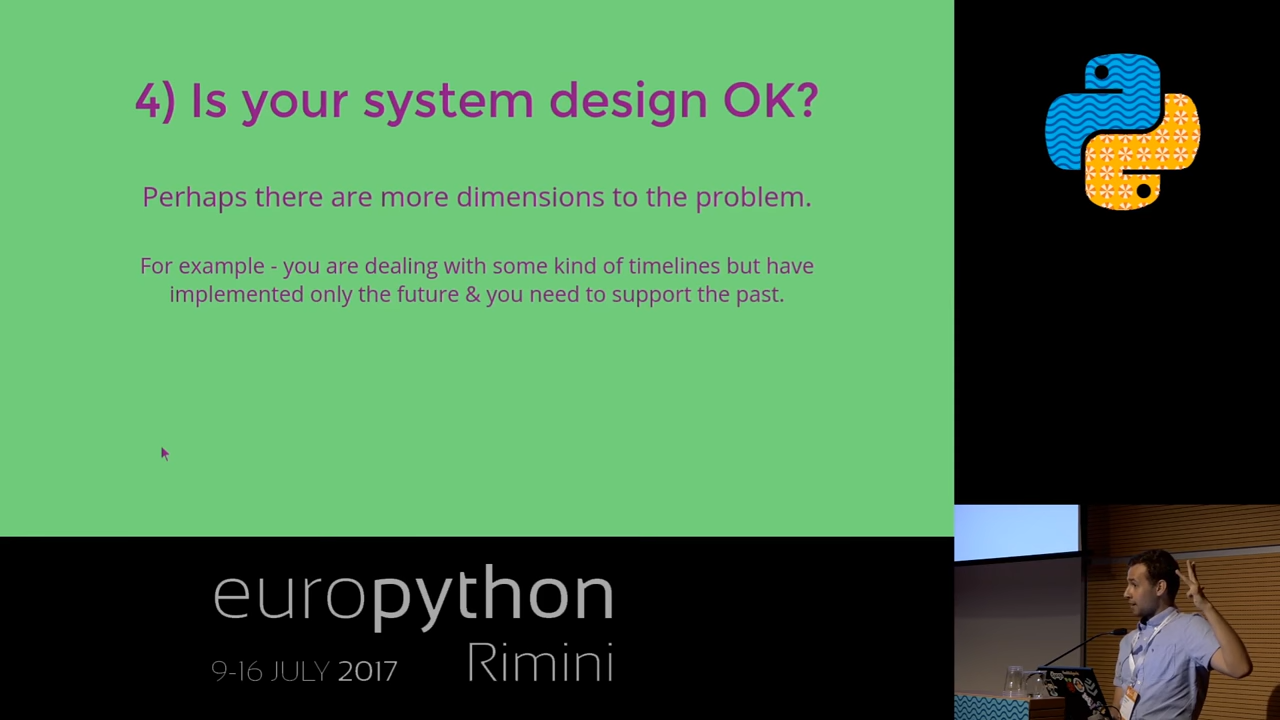 4) Is your system design OK?
Perhaps there are more dimensions to the problem.
For example - you are dealing with some kind of timelines but have
implemented only the future & you need to support the past.
europython
9-16 JULY 2017
Rimini